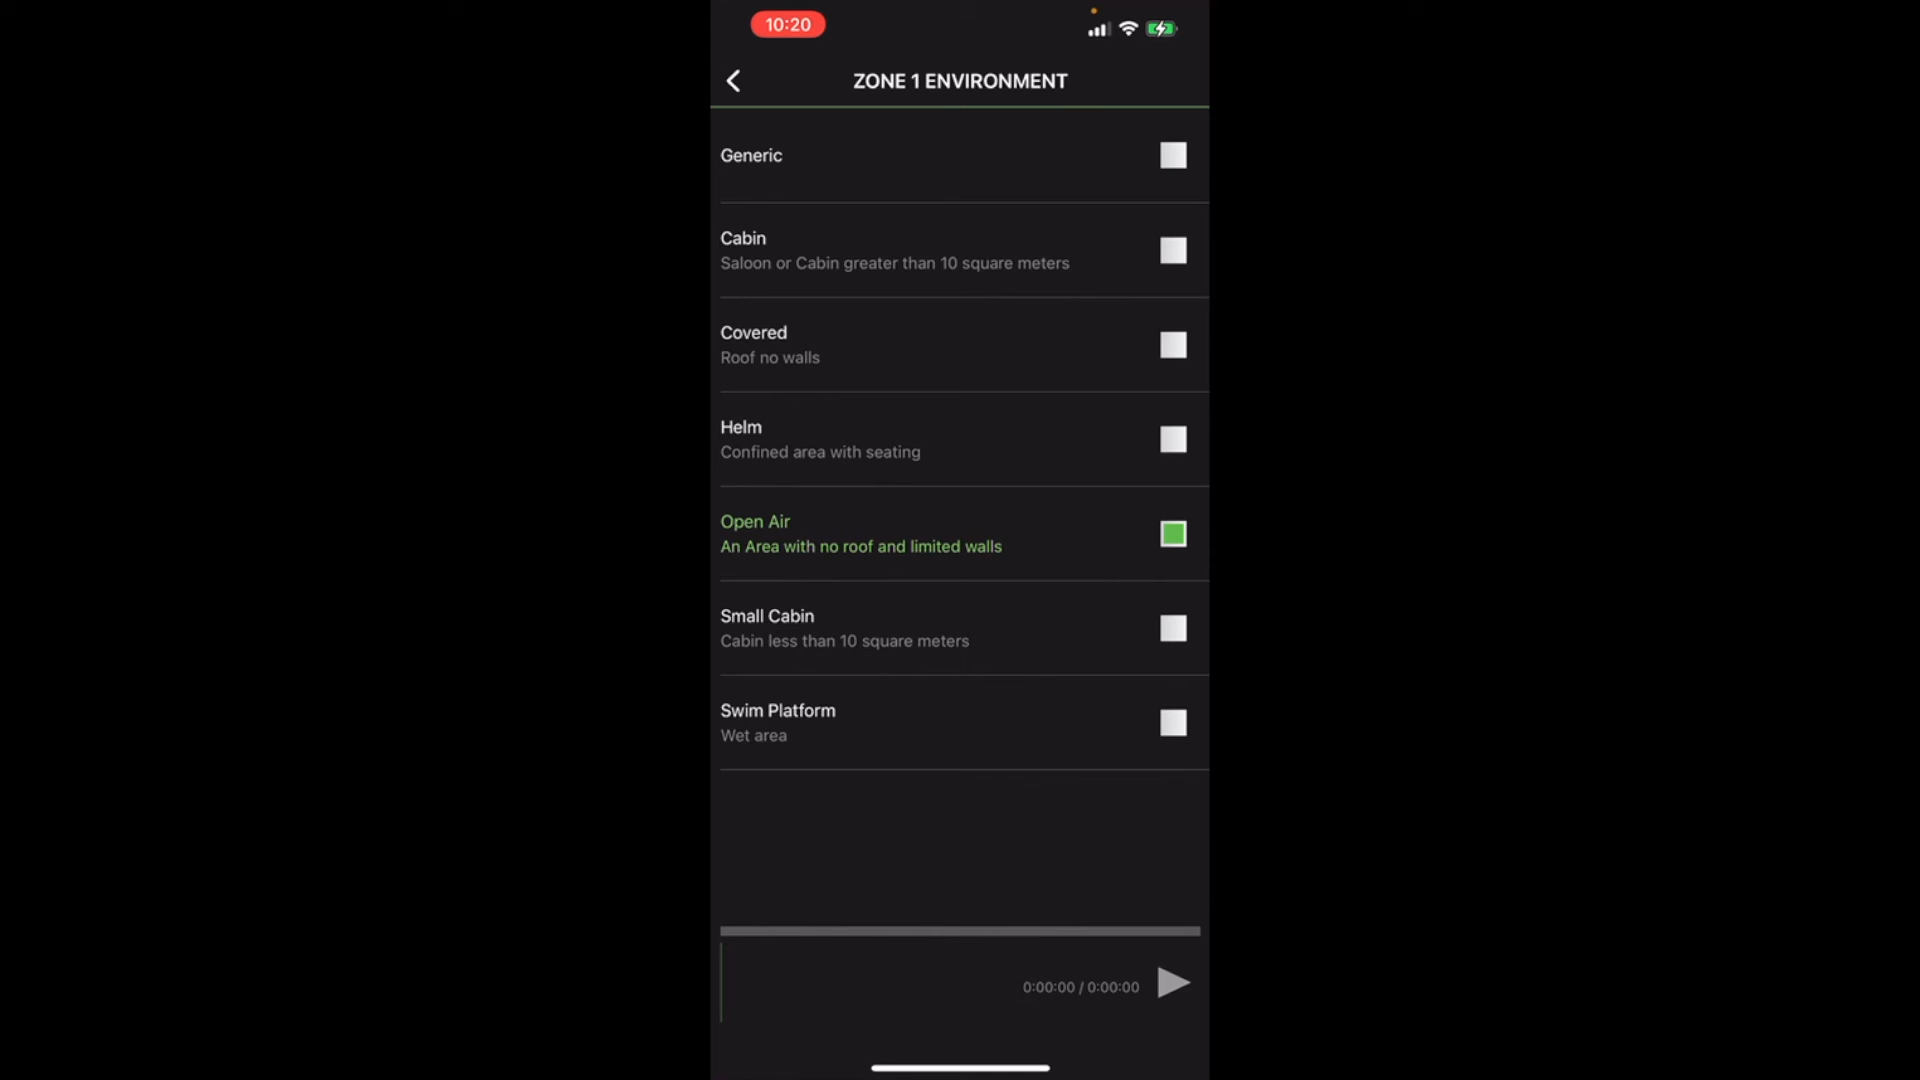 10:20
ZONE 1 ENVIRONMENT
Generic
Cabin
Saloon or Cabin greater than 10 square meters
Covered
Roof no walls
Helm
Confined area with seating
Open Air
An Area with no roof and limited walls
Small Cabin
Cabin less than 10 square meters
Swim Platform
Wet area
0:00:00 / 0:00:00